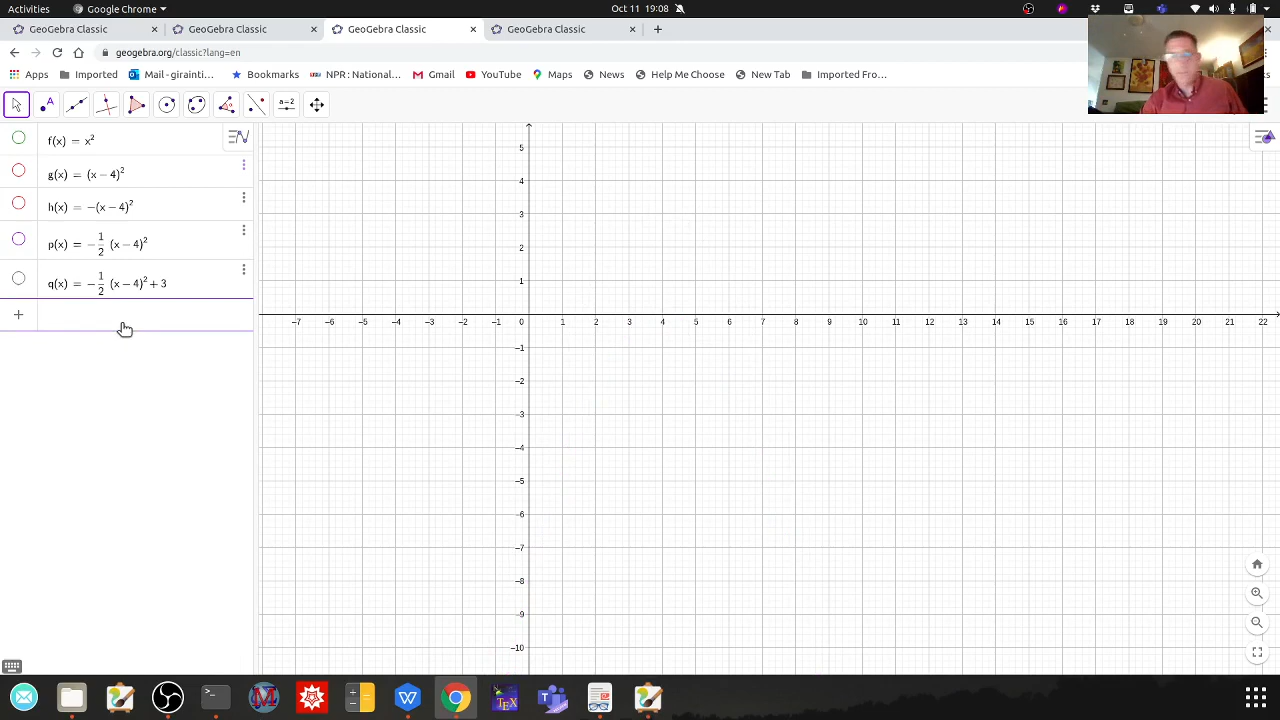 Activities
Google Chrome
Oct 11 19:08
GeoGebra Classic
GeoGebra Classic
GeoGebra Classic
GeoGebra Classic
geogebra.org/classic?lang=en
Apps
Imported
Mail - girainti…
Bookmarks
NPR : National…
Gmail
YouTube
Maps
News
Help Me Choose
New Tab
Imported Fro…
A
a=2
f(x) = x²
g(x) = (x − 4)²
h(x) = −(x − 4)²
p(x) = −1/2 (x − 4)²
q(x) = −1/2 (x − 4)² + 3
5
4
3
2
1
−7 −6 −5 −4 −3 −2 −1 0 1 2 3 4 5 6 7 8 9 10 11 12 13 14 15 16 17 18 19 20 21 22
−1
−2
−3
−4
−5
−6
−7
−8
−9
−10